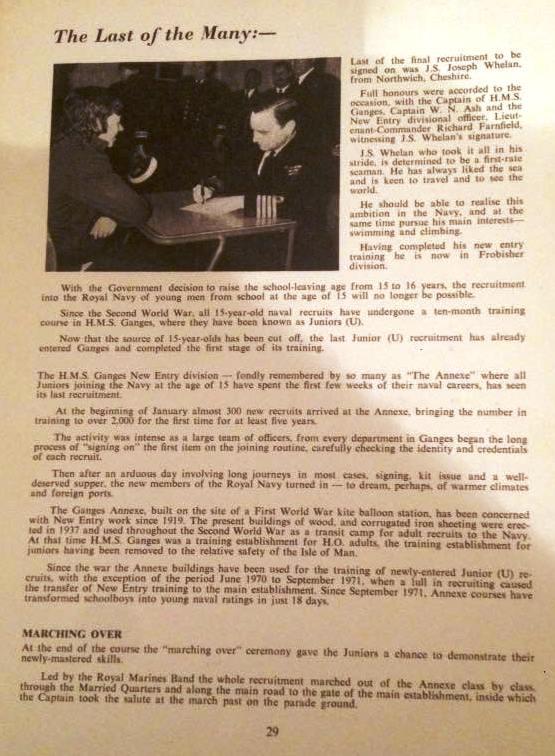 The Last of the Many:—
Last of the final recruitment to be
signed on was J.S. Joseph Whelan,
from Northwich, Cheshire.
Full honours were accorded to the
occasion, with the Captain of H.M.S.
Ganges, Captain W. N. Ash and the
New Entry divisional officer, Lieut-
enant-Commander Richard Farnfield,
witnessing J.S. Whelan's signature.
J.S. Whelan who took it all in his
stride, is determined to be a first-rate
seaman. He has always liked the sea
and is keen to travel and to see the
world.
He should be able to realise this
ambition in the Navy, and at the
same time pursue his main interests—
swimming and climbing.
Having completed his new entry
training he is now in Frobisher
division.
With the Government decision to raise the school-leaving age from 15 to 16 years, the recruitment
into the Royal Navy of young men from school at the age of 15 will no longer be possible.
Since the Second World War, all 15-year-old naval recruits have undergone a ten-month training
course in H.M.S. Ganges, where they have been known as Juniors (U).
Now that the source of 15-year-olds has been cut off, the last Junior (U) recruitment has already
entered Ganges and completed the first stage of its training.
The H.M.S. Ganges New Entry division — fondly remembered by so many as "The Annexe" where all
Juniors joining the Navy at the age of 15 have spent the first few weeks of their naval careers, has seen
its last recruitment.
At the beginning of January almost 300 new recruits arrived at the Annexe, bringing the number in
training to over 2,000 for the first time for at least five years.
The activity was intense as a large team of officers, from every department in Ganges began the long
process of "signing on" the first item on the joining routine, carefully checking the identity and credentials
of each recruit.
Then after an arduous day involving long journeys in most cases, signing, kit issue and a well-
deserved supper, the new members of the Royal Navy turned in — to dream, perhaps, of warmer climates
and foreign ports.
The Ganges Annexe, built on the site of a First World War kite balloon station, has been concerned
with New Entry work since 1919. The present buildings of wood, and corrugated iron sheeting were erec-
ted in 1937 and used throughout the Second World War as a transit camp for adult recruits to the Navy.
At that time H.M.S. Ganges was a training establishment for H.O. adults, the training establishment for
juniors having been removed to the relative safety of the Isle of Man.
Since the war the Annexe buildings have been used for the training of newly-entered Junior (U) re-
cruits, with the exception of the period June 1970 to September 1971, when a lull in recruiting caused
the transfer of New Entry training to the main establishment. Since September 1971, Annexe courses have
transformed schoolboys into young naval ratings in just 18 days.
MARCHING OVER
At the end of the course the "marching over" ceremony gave the Juniors a chance to demonstrate their
newly-mastered skills.
Led by the Royal Marines Band the whole recruitment marched out of the Annexe class by class,
through the Married Quarters and along the main road to the gate of the main establishment, inside which
the Captain took the salute at the march past on the parade ground.
29